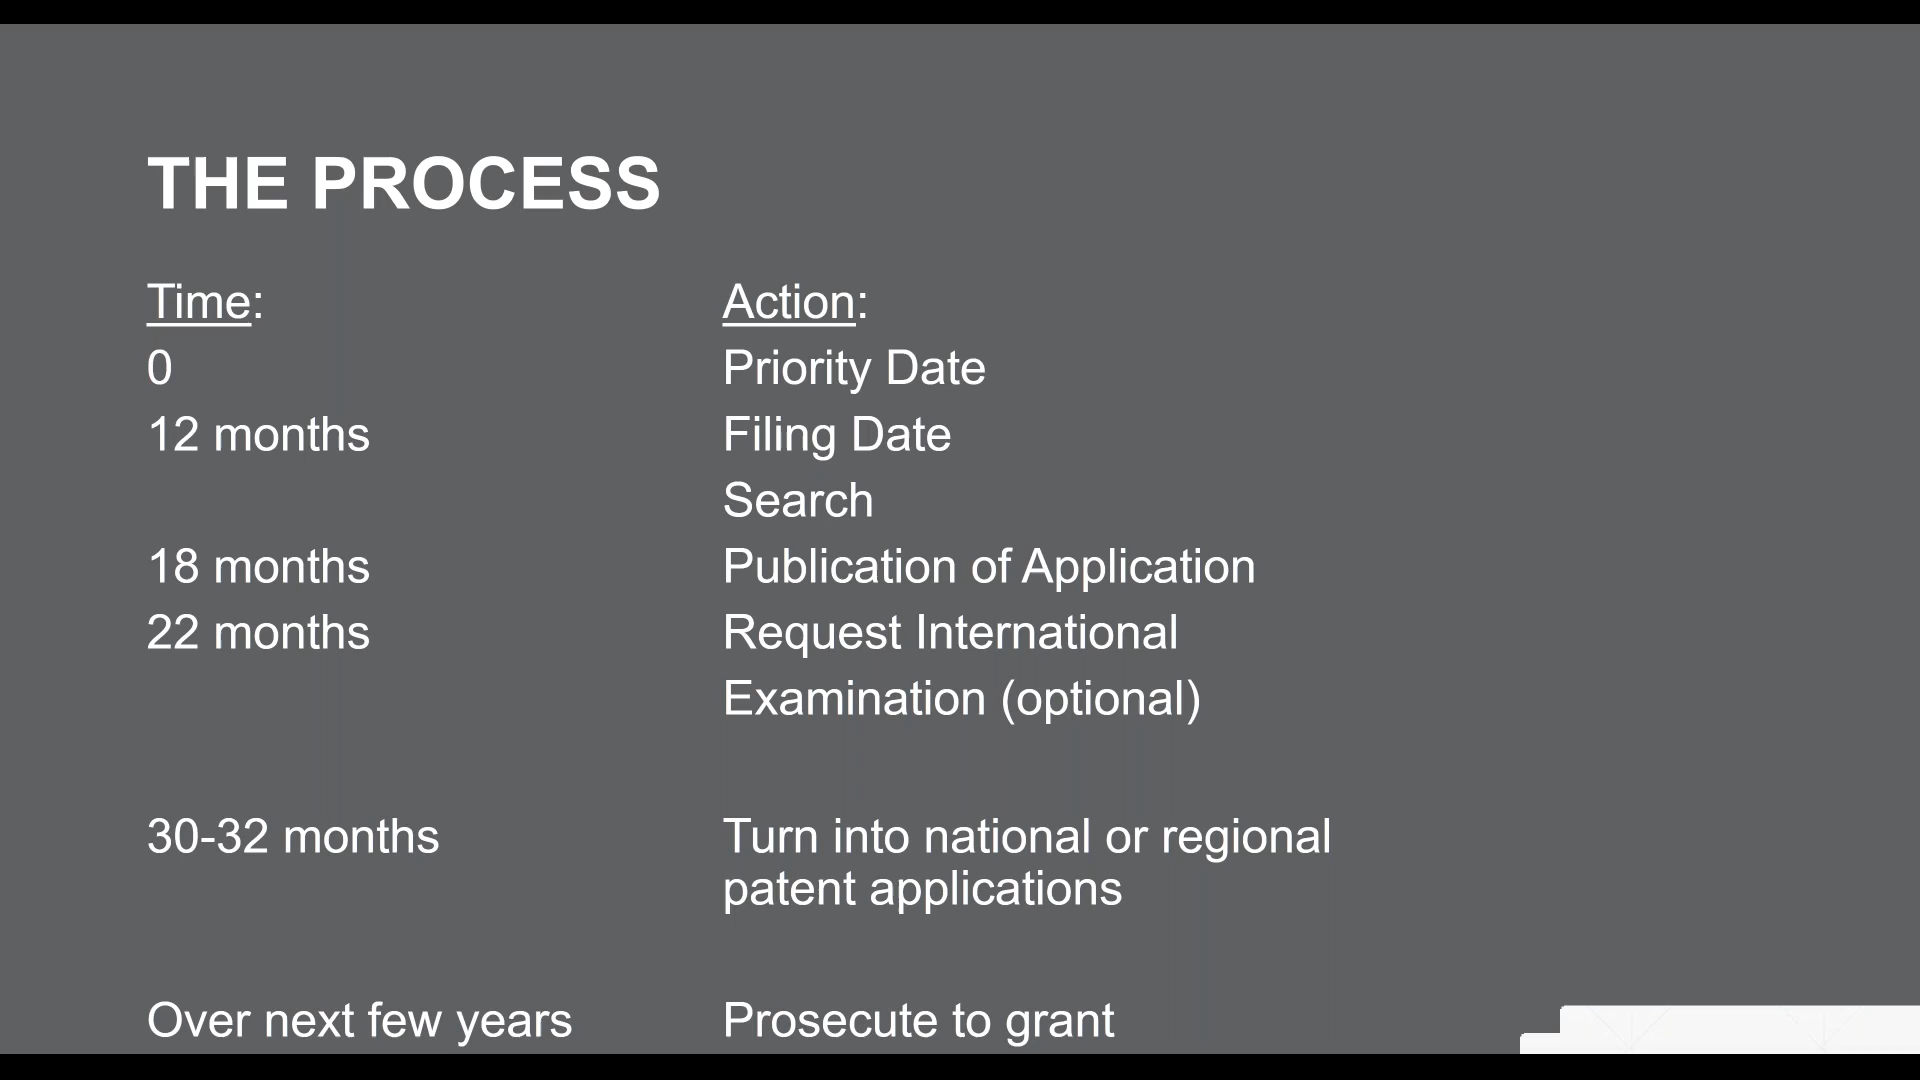 THE PROCESS
Time: Action:
0 Priority Date
12 months Filing Date
Search
18 months Publication of Application
22 months Request International
Examination (optional)
30-32 months Turn into national or regional
patent applications
Over next few years Prosecute to grant